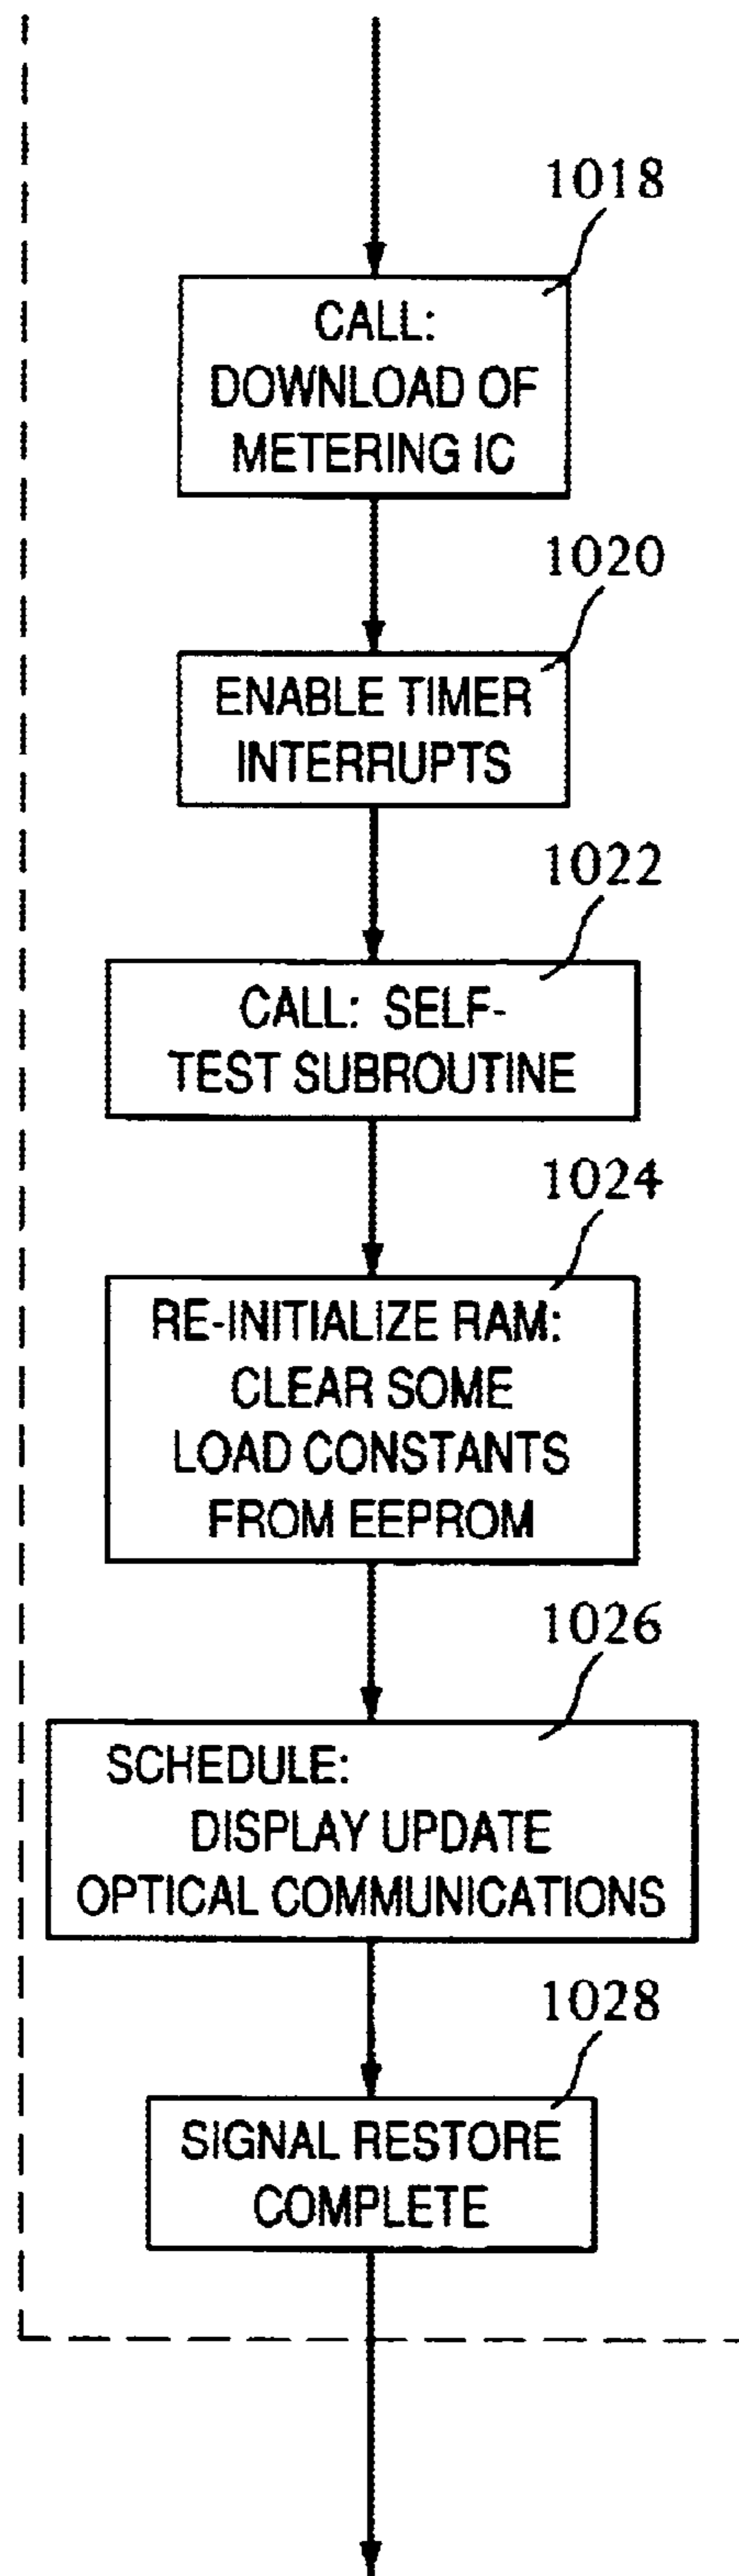 1018
CALL:
DOWNLOAD OF
METERING IC
1020
ENABLE TIMER
INTERRUPTS
1022
CALL: SELF-
TEST SUBROUTINE
1024
RE-INITIALIZE RAM:
CLEAR SOME
LOAD CONSTANTS
FROM EEPROM
1026
SCHEDULE:
DISPLAY UPDATE
OPTICAL COMMUNICATIONS
1028
SIGNAL RESTORE
COMPLETE